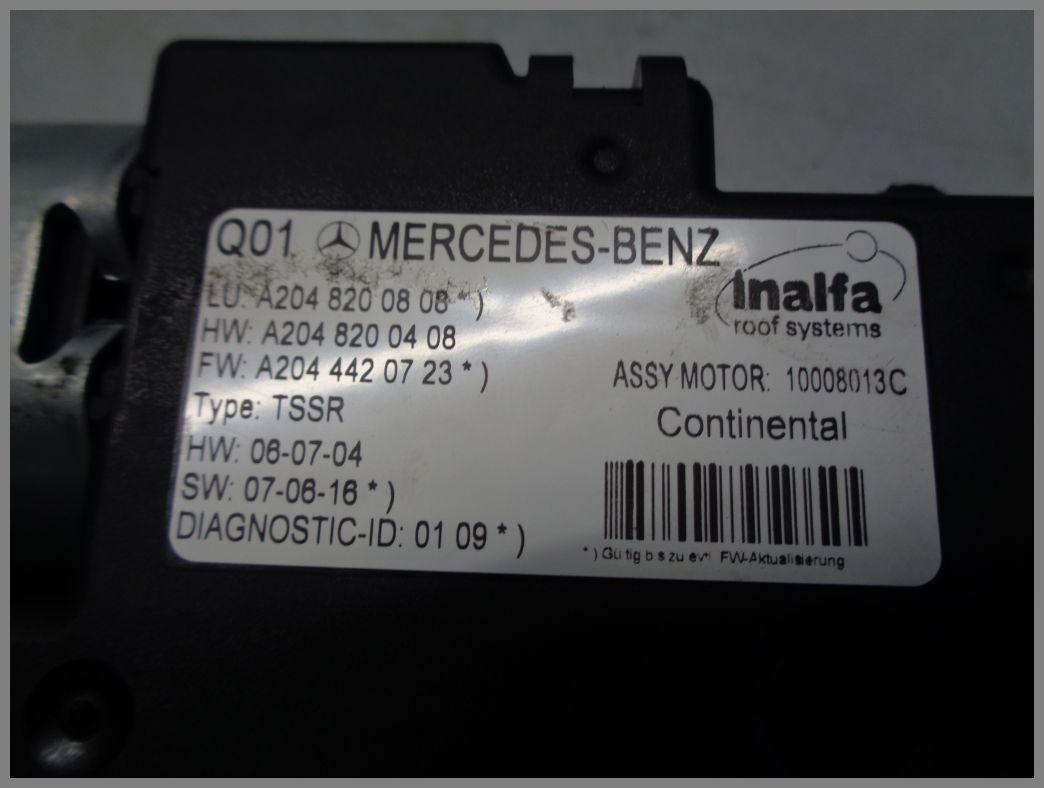 Q01 MERCEDES-BENZ
LU: A204 820 08 08 *)
HW: A204 820 04 08
FW: A204 442 07 23 *)
Type: TSSR
HW: 06-07-04
SW: 07-06-16 *)
DIAGNOSTIC-ID: 01 09 *)
Inalfa
roof systems
ASSY MOTOR: 10008013C
Continental
*) Gültig bis zu evtl. FW-Aktualisierung